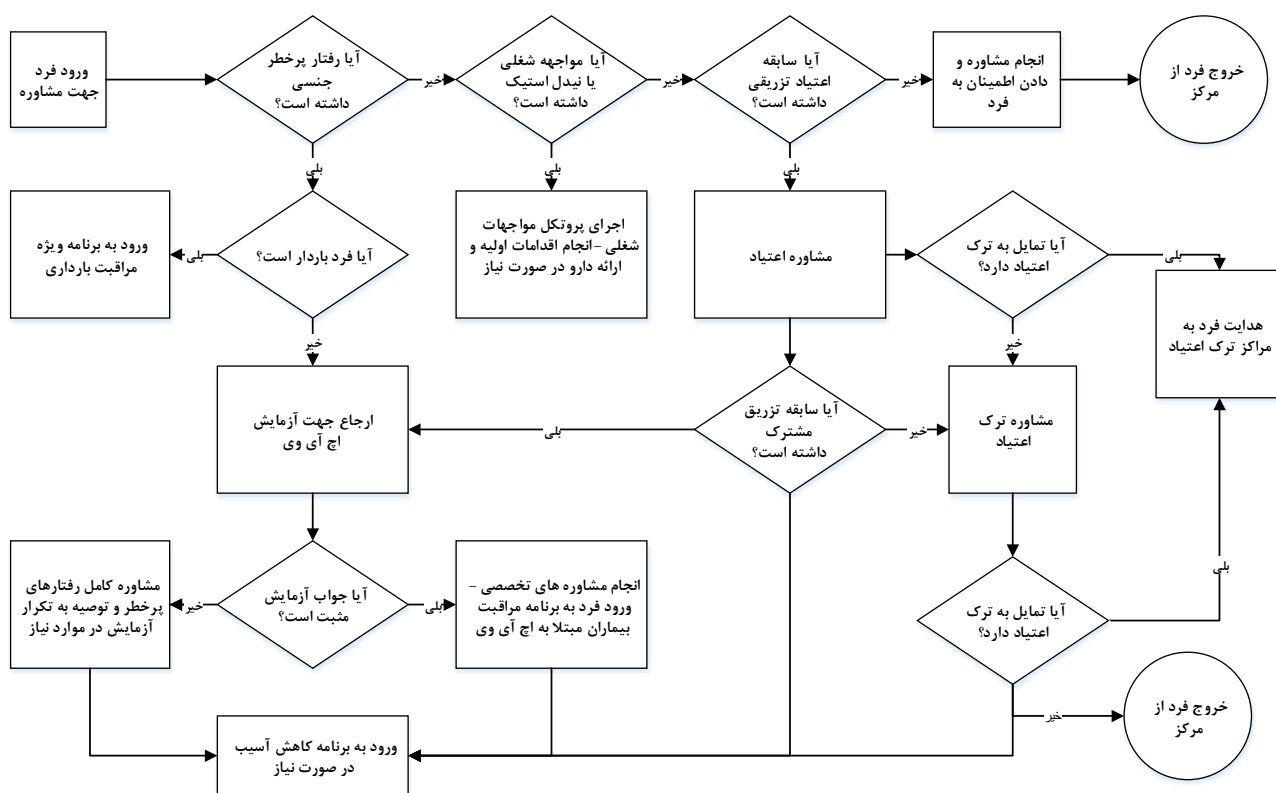 ورود فرد
جهت مشاوره
آیا رفتار پرخطر
جنسی
داشته است؟
خیر
آیا مواجهه شغلی
یا نیدل استیک
داشته است؟
خیر
آیا سابقه
اعتیاد تزریقی
داشته است؟
خیر
انجام مشاوره و
دادن اطمینان به
فرد
خروج فرد از
مرکز
بلی
بلی
بلی
ورود به برنامه ویژه
مراقبت بارداری
بلی
آیا فرد باردار است؟
اجرای پروتکل مواجهات
شغلی – انجام اقدامات اولیه و
ارائه دارو در صورت نیاز
مشاوره اعتیاد
آیا تمایل به ترک
اعتیاد دارد؟
بلی
هدایت فرد به
مراکز ترک اعتیاد
خیر
خیر
ارجاع جهت آزمایش
اچ آی وی
بلی
آیا سابقه تزریق
مشترک
داشته است؟
خیر
مشاوره ترک
اعتیاد
مشاوره کامل رفتارهای
پرخطر و توصیه به تکرار
آزمایش در موارد نیاز
خیر
آیا جواب آزمایش
مثبت است؟
بلی
انجام مشاوره های تخصصی –
ورود فرد به برنامه مراقبت
بیماران مبتلا به اچ آی وی
آیا تمایل به ترک
اعتیاد دارد؟
بلی
ورود به برنامه کاهش آسیب
در صورت نیاز
خیر
خروج فرد از
مرکز